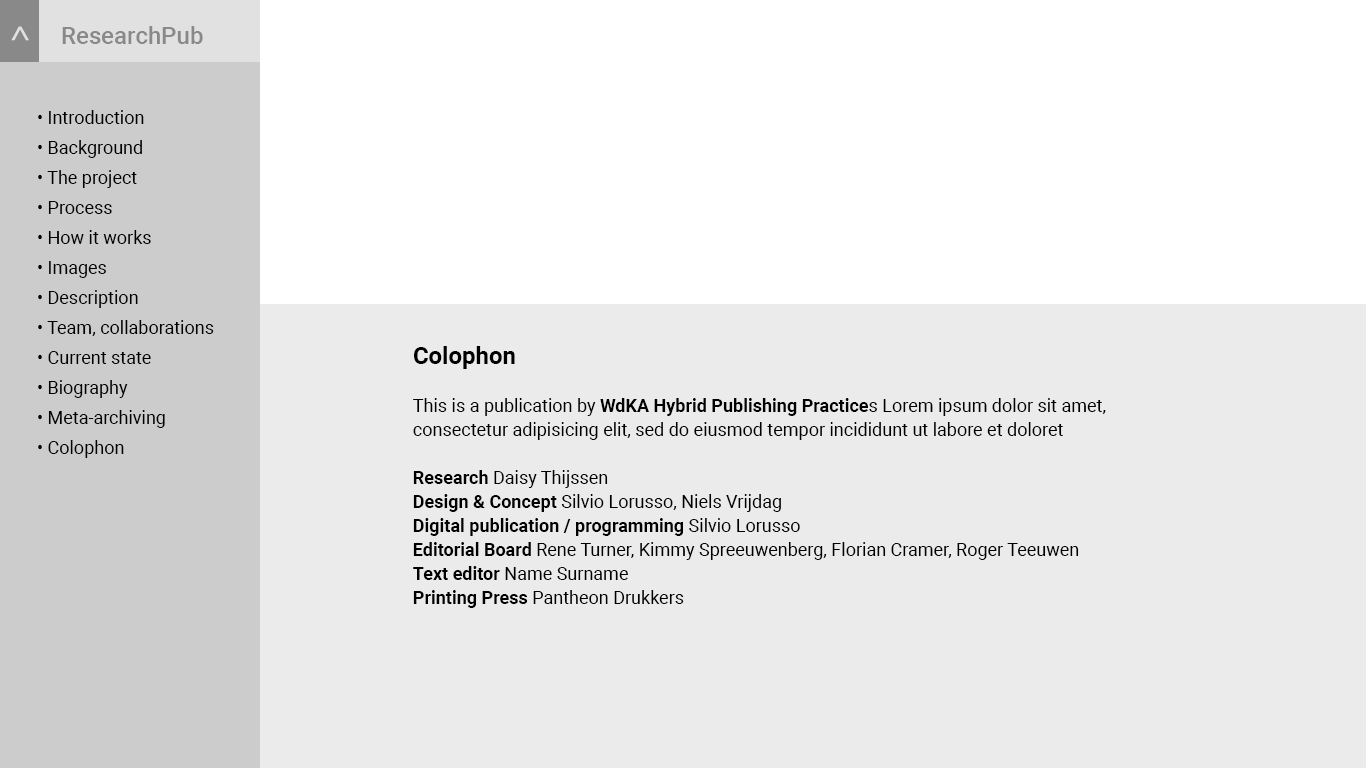 ^ ResearchPub
• Introduction
• Background
• The project
• Process
• How it works
• Images
• Description
• Team, collaborations
• Current state
• Biography
• Meta-archiving
• Colophon
Colophon
This is a publication by WdKA Hybrid Publishing Practices Lorem ipsum dolor sit amet,
consectetur adipisicing elit, sed do eiusmod tempor incididunt ut labore et doloret
Research Daisy Thijssen
Design & Concept Silvio Lorusso, Niels Vrijdag
Digital publication / programming Silvio Lorusso
Editorial Board Rene Turner, Kimmy Spreeuwenberg, Florian Cramer, Roger Teeuwen
Text editor Name Surname
Printing Press Pantheon Drukkers